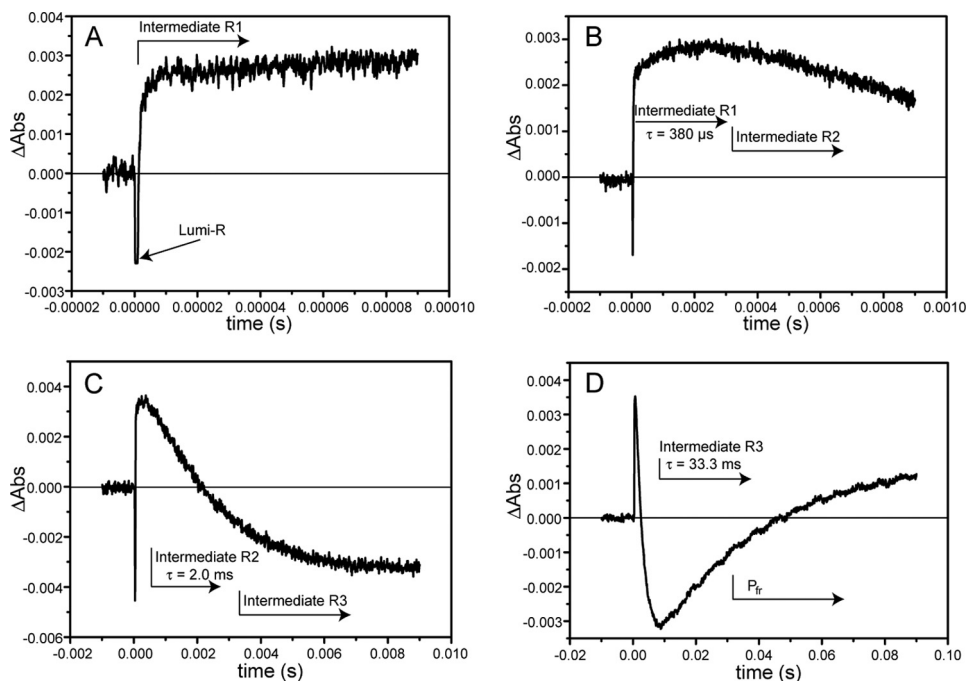 A
Intermediate R1
Lumi-R
ΔAbs
0.004
0.003
0.002
0.001
0.000
-0.001
-0.002
-0.003
-0.00002
0.00000
0.00002
0.00004
0.00006
0.00008
0.00010
time (s)
B
Intermediate R1
τ = 380 μs
Intermediate R2
ΔAbs
0.003
0.002
0.001
0.000
-0.001
-0.002
-0.0002
0.0000
0.0002
0.0004
0.0006
0.0008
0.0010
time (s)
C
Intermediate R2
τ = 2.0 ms
Intermediate R3
ΔAbs
0.004
0.002
0.000
-0.002
-0.004
-0.006
-0.002
0.000
0.002
0.004
0.006
0.008
0.010
time (s)
D
Intermediate R3
τ = 33.3 ms
Pfr
ΔAbs
0.004
0.003
0.002
0.001
0.000
-0.001
-0.002
-0.003
-0.02
0.00
0.02
0.04
0.06
0.08
0.10
time (s)